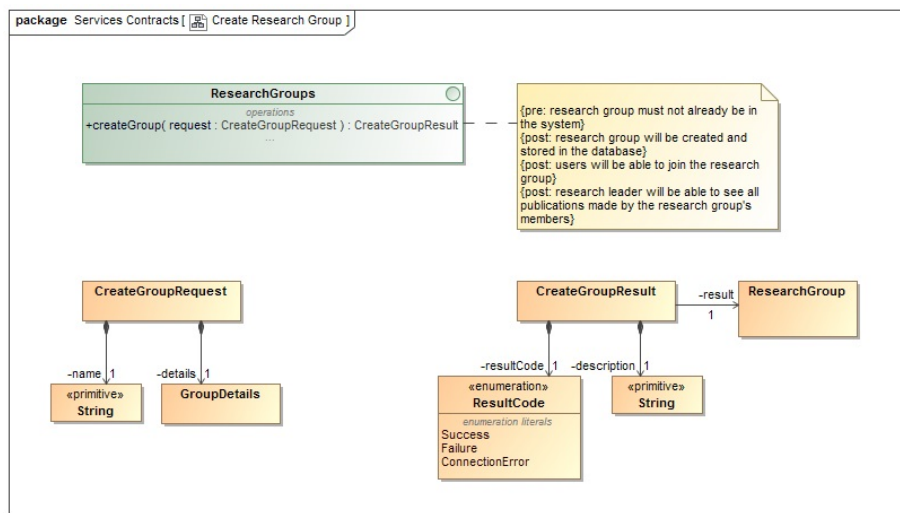 package Services Contracts [ Create Research Group ]
ResearchGroups
operations
+createGroup( request : CreateGroupRequest ) : CreateGroupResult
...
{pre: research group must not already be in
the system}
{post: research group will be created and
stored in the database}
{post: users will be able to join the research
group}
{post: research leader will be able to see all
publications made by the research group's
members}
CreateGroupRequest
CreateGroupResult
-result
1
ResearchGroup
-name 1
-details 1
-resultCode 1
-description 1
«primitive»
String
GroupDetails
«enumeration»
ResultCode
enumeration literals
Success
Failure
ConnectionError
«primitive»
String